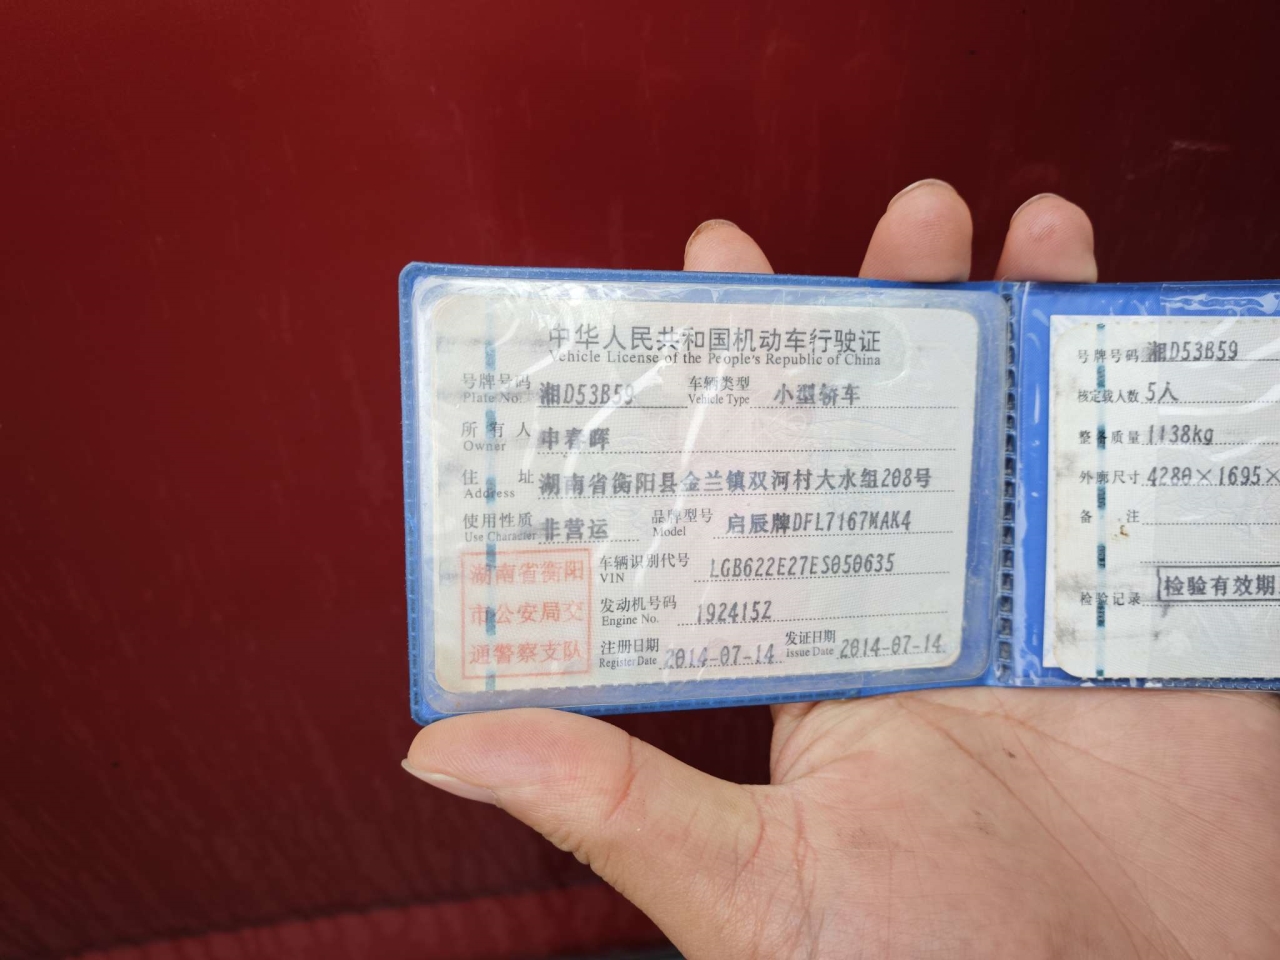 中华人民共和国机动车行驶证
Vehicle License of the People's Republic of China
号牌号码 湘D53B59 车辆类型 小型轿车
Plate No. Vehicle Type
所有人 申春晖
Owner
住址 湖南省衡阳县金兰镇双河村大水组208号
Address
使用性质 非营运 品牌型号 启辰牌DFL7167MAK4
Use Character Model
湖南省衡阳
市公安局交
通警察支队
车辆识别代号 LGB622E27ES050635
VIN
发动机号码 192415Z
Engine No.
注册日期 2014-07-14 发证日期 2014-07-14
Register Date Issue Date
号牌号码 湘D53B59
核定载人数 5人
整备质量 1138kg
外廓尺寸 4280×1695×
备注
检验记录 检验有效期